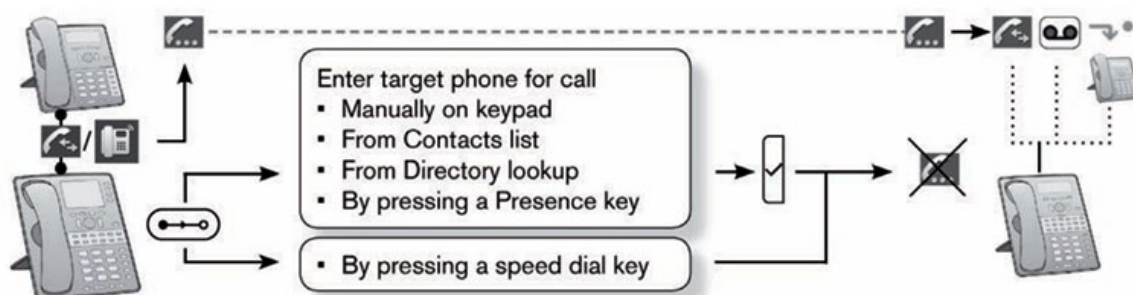 Enter target phone for call
▪ Manually on keypad
▪ From Contacts list
▪ From Directory lookup
▪ By pressing a Presence key
▪ By pressing a speed dial key